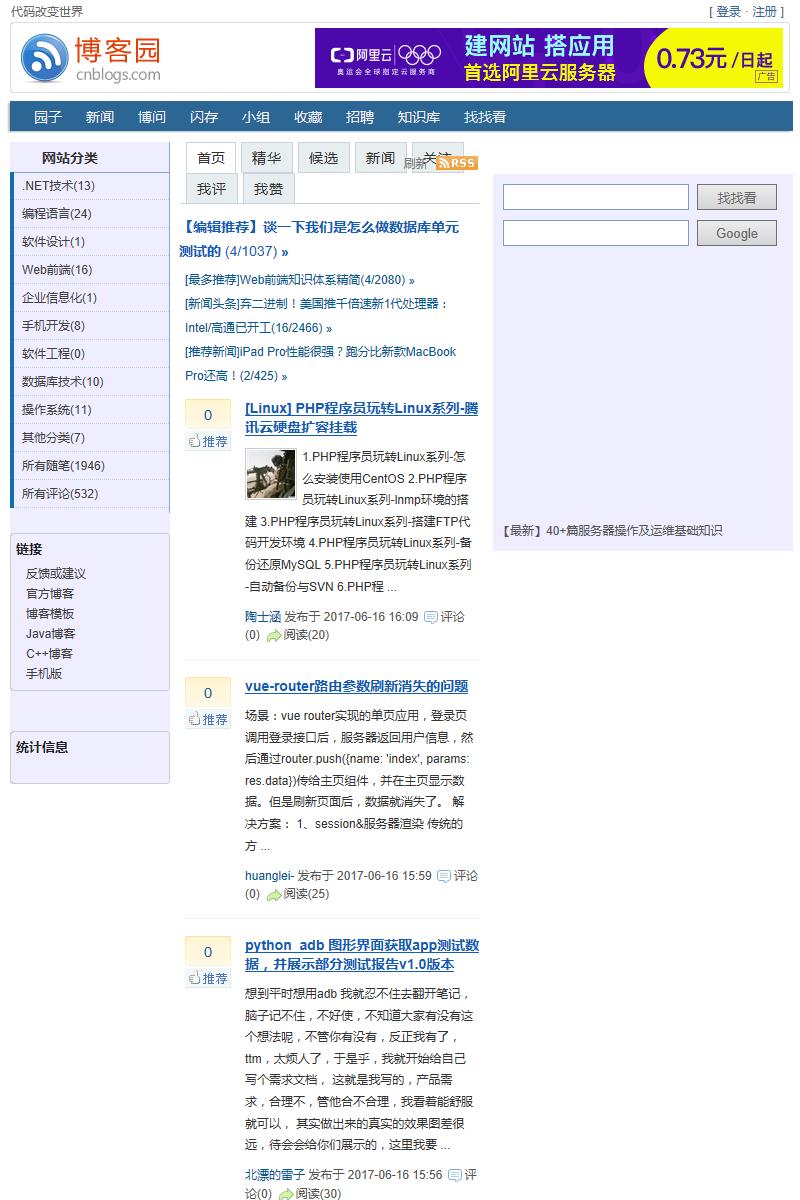 代码改变世界
[ 登录 · 注册 ]
博客园
cnblogs.com
阿里云
奥运会全球指定云服务商
建网站 搭应用
首选阿里云服务器
0.73元 /日起
广告
园子 新闻 博问 闪存 小组 收藏 招聘 知识库 找找看
网站分类
.NET技术(13)
编程语言(24)
软件设计(1)
Web前端(16)
企业信息化(1)
手机开发(8)
软件工程(0)
数据库技术(10)
操作系统(11)
其他分类(7)
所有随笔(1946)
所有评论(532)
链接
反馈或建议
官方博客
博客模板
Java博客
C++博客
手机版
统计信息
首页 精华 候选 新闻 关注
刷新 RSS
我评 我赞
【编辑推荐】谈一下我们是怎么做数据库单元
测试的 (4/1037) »
[最多推荐]Web前端知识体系精简(4/2080) »
[新闻头条]弃二进制！美国推千倍速新1代处理器：
Intel/高通已开工(16/2466) »
[推荐新闻]iPad Pro性能很强？跑分比新款MacBook
Pro还高！(2/425) »
0
推荐
[Linux] PHP程序员玩转Linux系列-腾
讯云硬盘扩容挂载
1.PHP程序员玩转Linux系列-怎
么安装使用CentOS 2.PHP程序
员玩转Linux系列-lnmp环境的搭
建 3.PHP程序员玩转Linux系列-搭建FTP代
码开发环境 4.PHP程序员玩转Linux系列-备
份还原MySQL 5.PHP程序员玩转Linux系列
-自动备份与SVN 6.PHP程 ...
陶士涵 发布于 2017-06-16 16:09 评论
(0) 阅读(20)
0
推荐
vue-router路由参数刷新消失的问题
场景：vue router实现的单页应用，登录页
调用登录接口后，服务器返回用户信息，然
后通过router.push({name: 'index', params:
res.data})传给主页组件，并在主页显示数
据。但是刷新页面后，数据就消失了。 解
决方案： 1、session&服务器渲染 传统的
方 ...
huanglei- 发布于 2017-06-16 15:59 评论
(0) 阅读(25)
0
推荐
python_adb 图形界面获取app测试数
据，并展示部分测试报告v1.0版本
想到平时想用adb 我就忍不住去翻开笔记，
脑子记不住，不好使，不知道大家有没有这
个想法呢，不管你有没有，反正我有了，
ttm，太烦人了，于是乎，我就开始给自己
写个需求文档， 这就是我写的，产品需
求，合理不，管他合不合理，我看着能舒服
就可以， 其实做出来的真实的效果图差很
远，待会会给你们展示的，这里我要 ...
北漂的雷子 发布于 2017-06-16 15:56 评
论(0) 阅读(30)
找找看
Google
【最新】40+篇服务器操作及运维基础知识